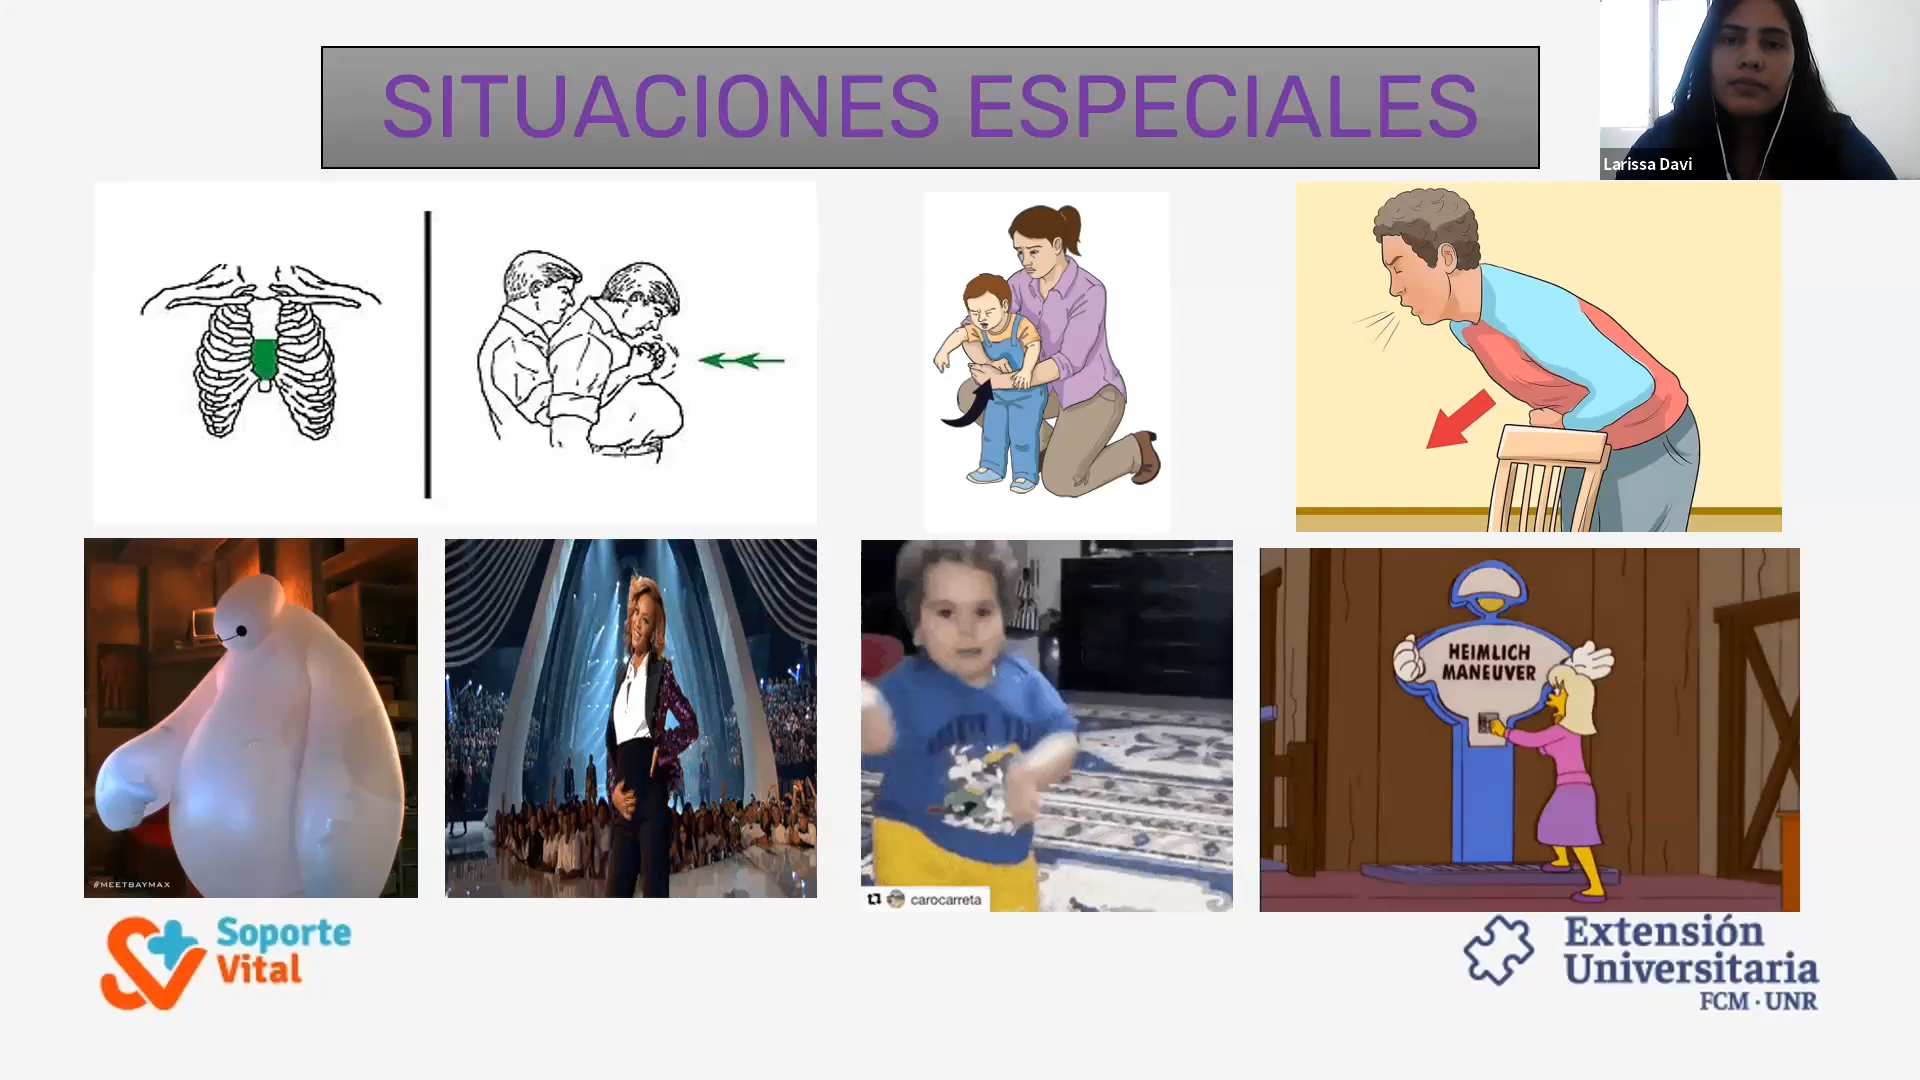 SITUACIONES ESPECIALES
Larissa Davi
HEIMLICH
MANEUVER
#MEETBAYMAX
carocarreta
Soporte
Vital
Extensión
Universitaria
FCM · UNR